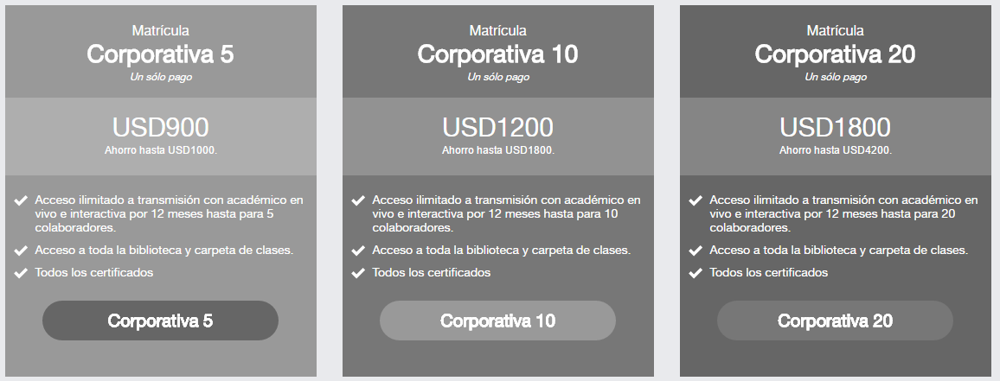 Matrícula
Corporativa 5
Un sólo pago
USD900
Ahorro hasta USD1000.
Acceso ilimitado a transmisión con académico en
vivo e interactiva por 12 meses hasta para 5
colaboradores.
Acceso a toda la biblioteca y carpeta de clases.
Todos los certificados
Corporativa 5
Matrícula
Corporativa 10
Un sólo pago
USD1200
Ahorro hasta USD1800.
Acceso ilimitado a transmisión con académico en
vivo e interactiva por 12 meses hasta para 10
colaboradores.
Acceso a toda la biblioteca y carpeta de clases.
Todos los certificados
Corporativa 10
Matrícula
Corporativa 20
Un sólo pago
USD1800
Ahorro hasta USD4200.
Acceso ilimitado a transmisión con académico en
vivo e interactiva por 12 meses hasta para 20
colaboradores.
Acceso a toda la biblioteca y carpeta de clases.
Todos los certificados
Corporativa 20